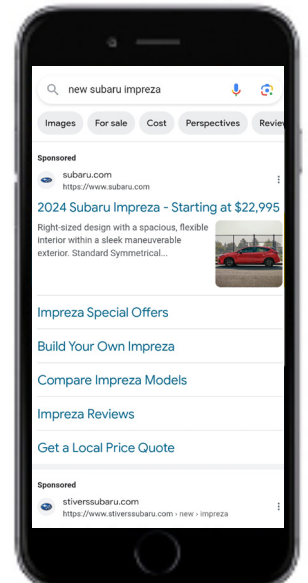 new subaru impreza
Images For sale Cost Perspectives Revie
Sponsored
subaru.com
https://www.subaru.com
2024 Subaru Impreza - Starting at $22,995
Right-sized design with a spacious, flexible
interior within a sleek maneuverable
exterior. Standard Symmetrical...
Impreza Special Offers
Build Your Own Impreza
Compare Impreza Models
Impreza Reviews
Get a Local Price Quote
Sponsored
stiverssubaru.com
https://www.stiverssubaru.com › new › impreza